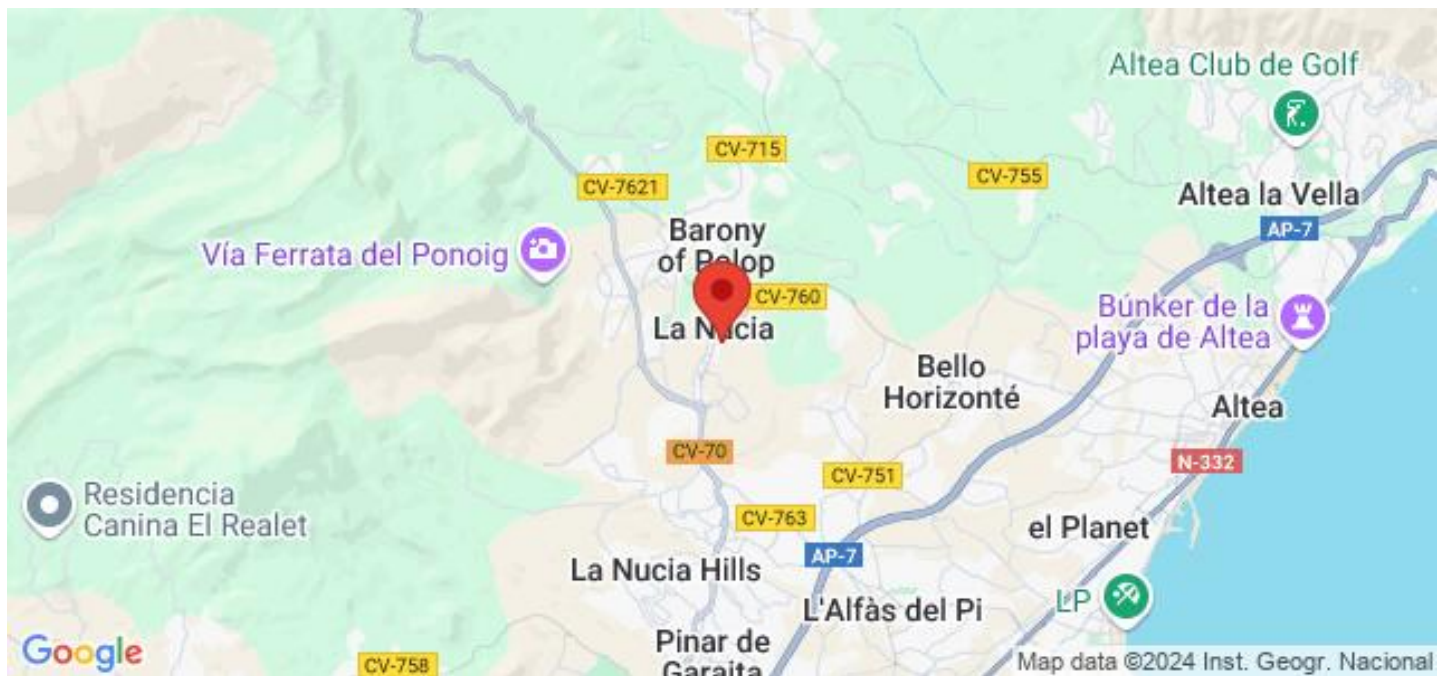 Altea Club de Golf
CV-715
CV-755
CV-7621
Altea la Vella
AP-7
Barony
of Polop
Vía Ferrata del Ponoig
CV-760
La Nucia
Búnker de la
playa de Altea
Bello
Horizonté
Altea
CV-70
N-332
CV-751
Residencia
Canina El Realet
CV-763
el Planet
AP-7
La Nucia Hills
LP
L'Alfàs del Pi
Pinar de
Garaita
Google
CV-758
Map data ©2024 Inst. Geogr. Nacional